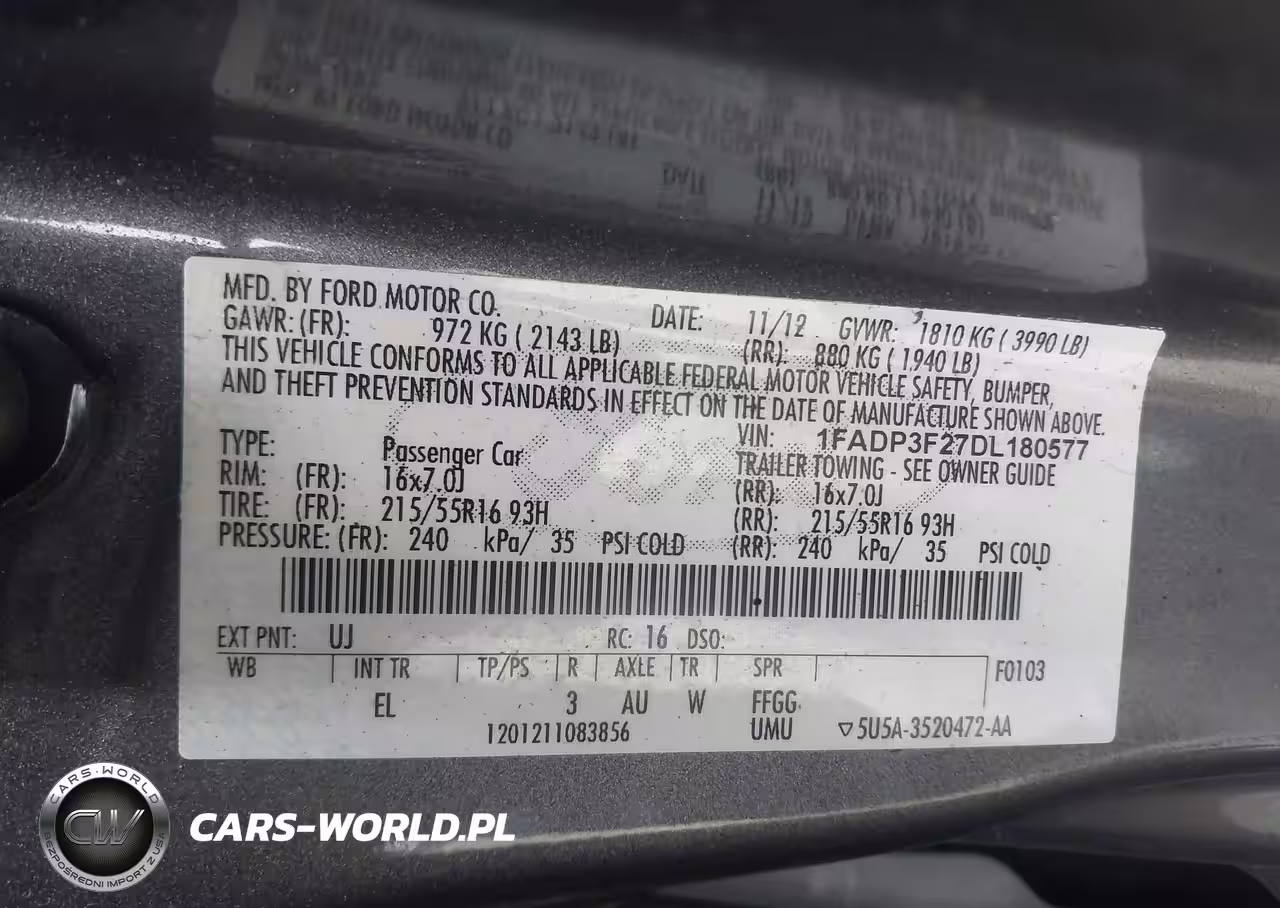 MFD. BY FORD MOTOR CO. DATE: 11/12 GVWR: 1810 KG ( 3990 LB)
GAWR: (FR): 972 KG ( 2143 LB) (RR): 880 KG ( 1940 LB)
THIS VEHICLE CONFORMS TO ALL APPLICABLE FEDERAL MOTOR VEHICLE SAFETY, BUMPER,
AND THEFT PREVENTION STANDARDS IN EFFECT ON THE DATE OF MANUFACTURE SHOWN ABOVE.
VIN: 1FADP3F27DL180577
TYPE: Passenger Car TRAILER TOWING - SEE OWNER GUIDE
RIM: (FR): 16x7.0J (RR): 16x7.0J
TIRE: (FR): 215/55R16 93H (RR): 215/55R16 93H
PRESSURE: (FR): 240 kPa/ 35 PSI COLD (RR): 240 kPa/ 35 PSI COLD
EXT PNT: UJ RC: 16 DSO:
WB INT TR TP/PS R AXLE TR SPR F0103
EL 3 AU W FFGG
1201211083856 UMU ▽5U5A-3520472-AA
CARS-WORLD
CW
BEZPOŚREDNI IMPORT Z USA
CARS-WORLD.PL